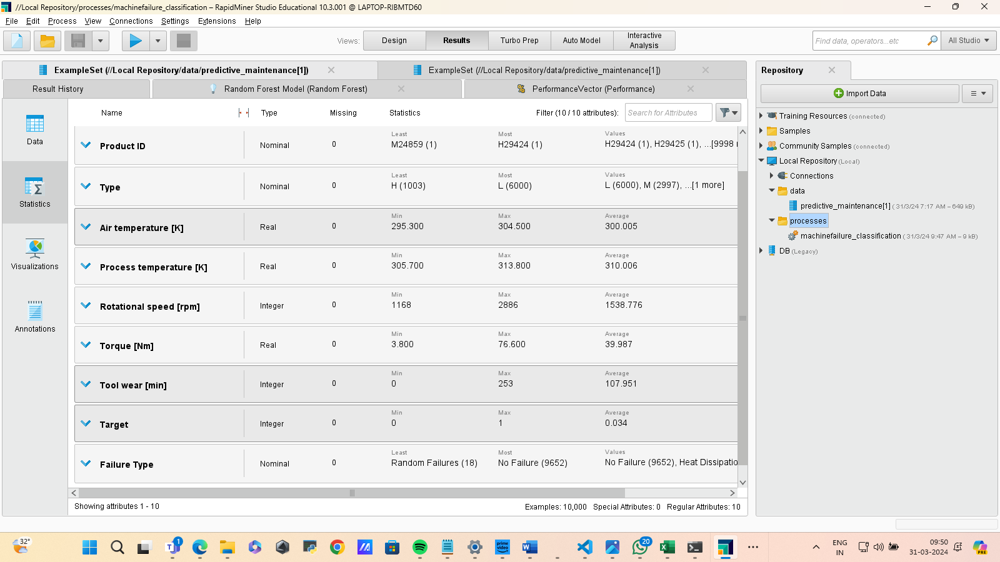 //Local Repository/processes/machinefailure_classification – RapidMiner Studio Educational 10.3.001 @ LAPTOP-RIBMTD60
File Edit Process View Connections Settings Extensions Help
Views: Design Results Turbo Prep Auto Model Interactive Analysis
Find data, operators...etc All Studio
ExampleSet (//Local Repository/data/predictive_maintenance[1]) ExampleSet (//Local Repository/data/predictive_maintenance[1])
Result History Random Forest Model (Random Forest) PerformanceVector (Performance)
Data
Statistics
Visualizations
Annotations
Name Type Missing Statistics Filter (10 / 10 attributes): Search for Attributes
Least Most Values
Product ID Nominal 0 M24859 (1) H29424 (1) H29424 (1), H29425 (1), ...[9998
Least Most Values
Type Nominal 0 H (1003) L (6000) L (6000), M (2997), ...[1 more]
Min Max Average
Air temperature [K] Real 0 295.300 304.500 300.005
Min Max Average
Process temperature [K] Real 0 305.700 313.800 310.006
Min Max Average
Rotational speed [rpm] Integer 0 1168 2886 1538.776
Min Max Average
Torque [Nm] Real 0 3.800 76.600 39.987
Min Max Average
Tool wear [min] Integer 0 0 253 107.951
Min Max Average
Target Integer 0 0 1 0.034
Least Most Values
Failure Type Nominal 0 Random Failures (18) No Failure (9652) No Failure (9652), Heat Dissipatio
Showing attributes 1 - 10 Examples: 10,000 Special Attributes: 0 Regular Attributes: 10
Repository
Import Data
Training Resources (connected)
Samples
Community Samples (connected)
Local Repository (Local)
Connections
data
predictive_maintenance[1] ( 31/3/24 7:17 AM – 649 kB)
processes
machinefailure_classification ( 31/3/24 9:47 AM – 9 kB)
DB (Legacy)
32°
1
prime video
20
ENG
IN
09:50
31-03-2024
PRE